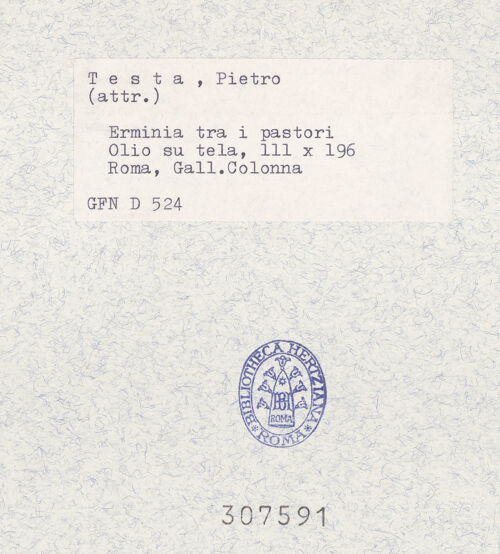 T e s t a , Pietro
(attr.)
Erminia tra i pastori
Olio su tela, 111 x 196
Roma, Gall.Colonna
GFN D 524
*BIBLIOTHECA HERTZIANA*
ROMA
BH
ROMA
307591